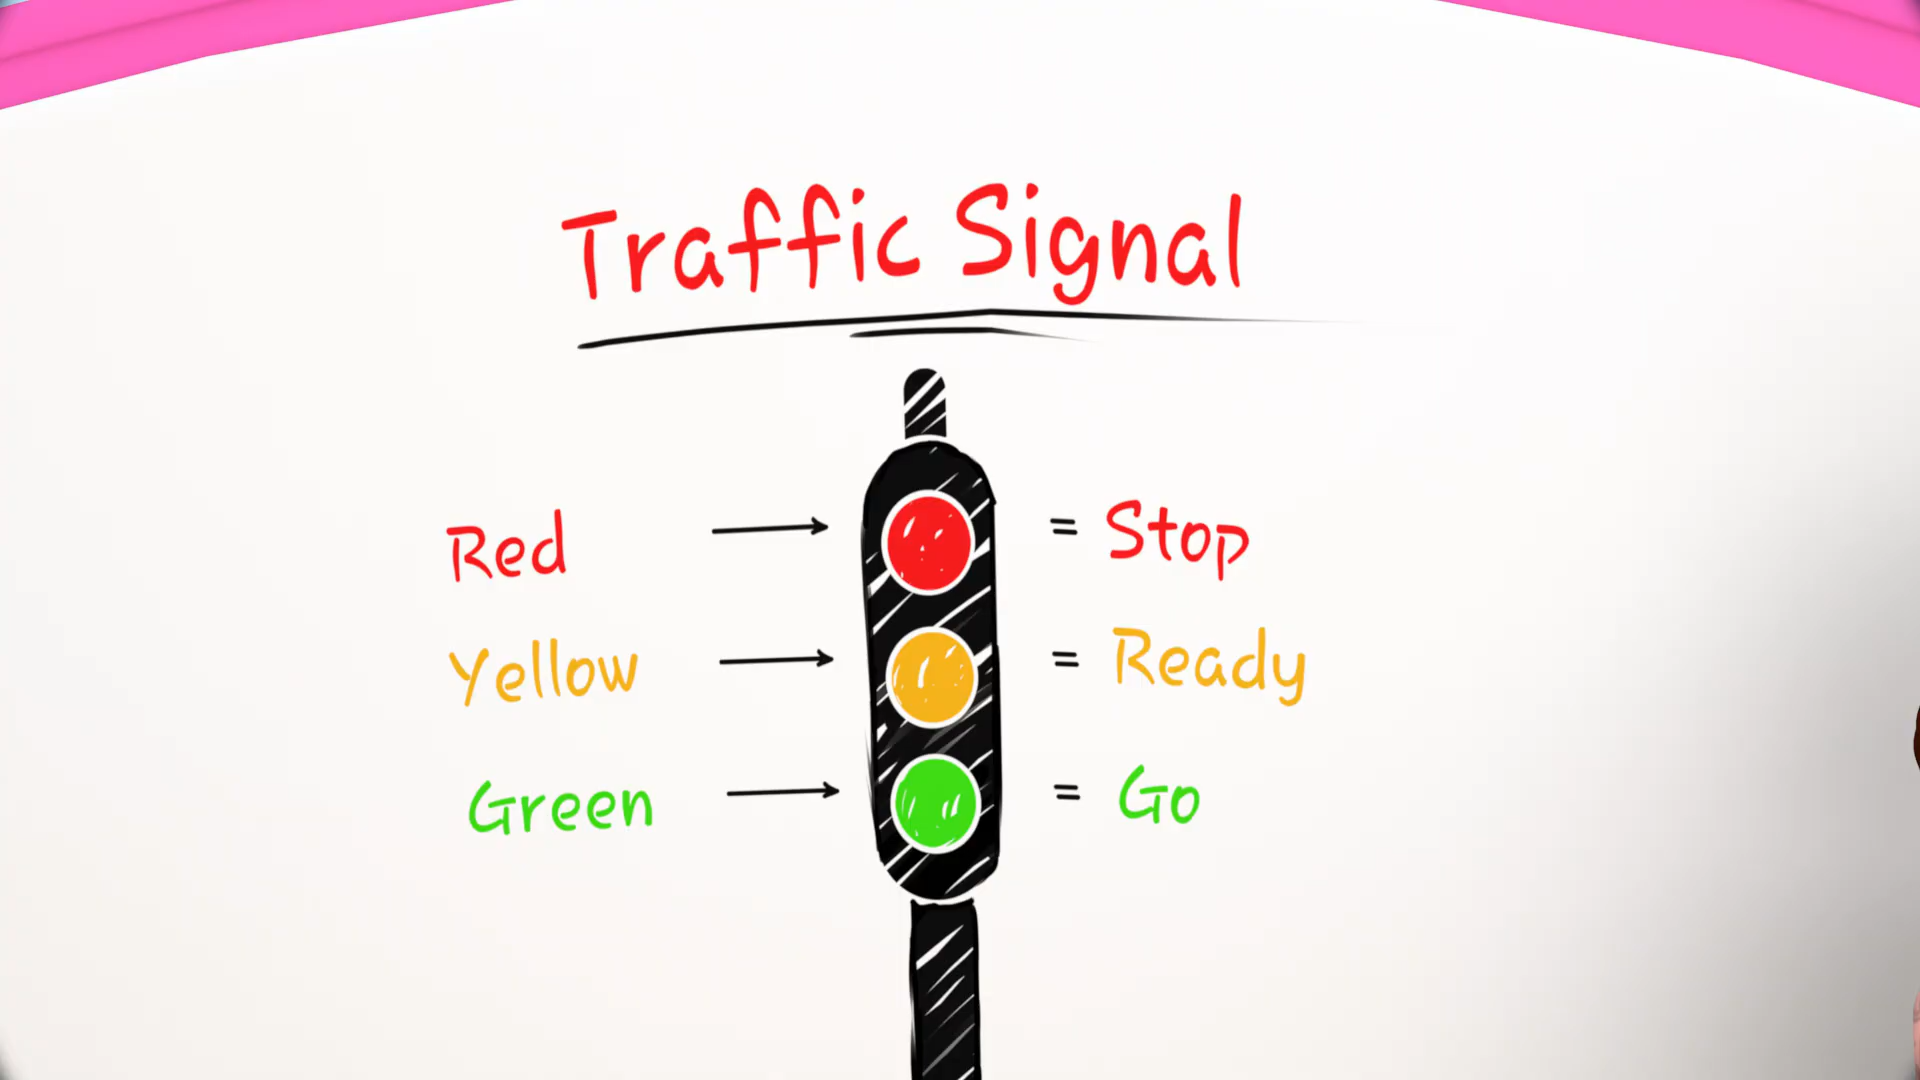 Traffic Signal
Red = Stop
Yellow = Ready
Green = Go